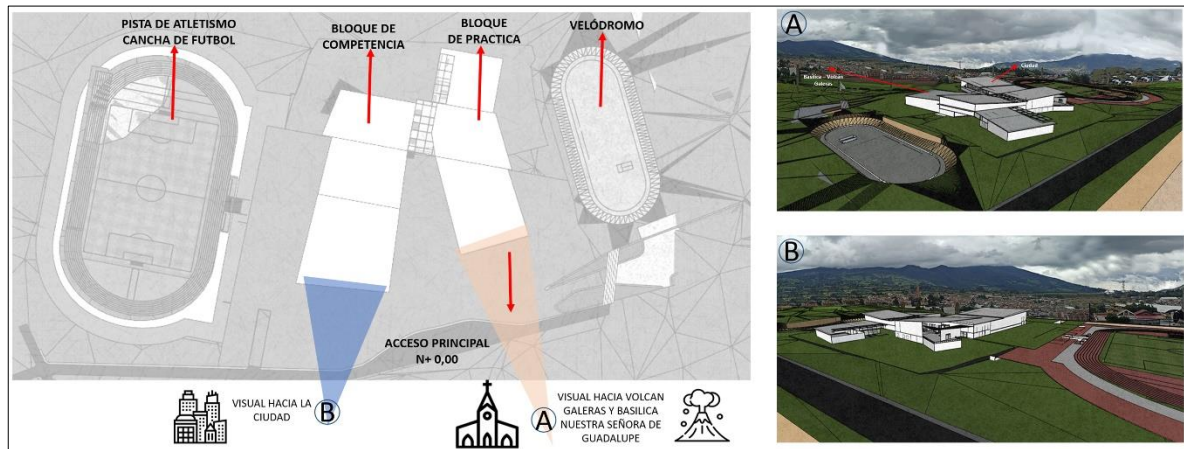 PISTA DE ATLETISMO
CANCHA DE FUTBOL
BLOQUE DE
COMPETENCIA
BLOQUE
DE PRACTICA
VELÓDROMO
ACCESO PRINCIPAL
N+ 0,00
VISUAL HACIA LA
CIUDAD
B
A
VISUAL HACIA VOLCAN
GALERAS Y BASILICA
NUESTRA SEÑORA DE
GUADALUPE
A
Ciudad
Basilica - Volcan
Galeras
B